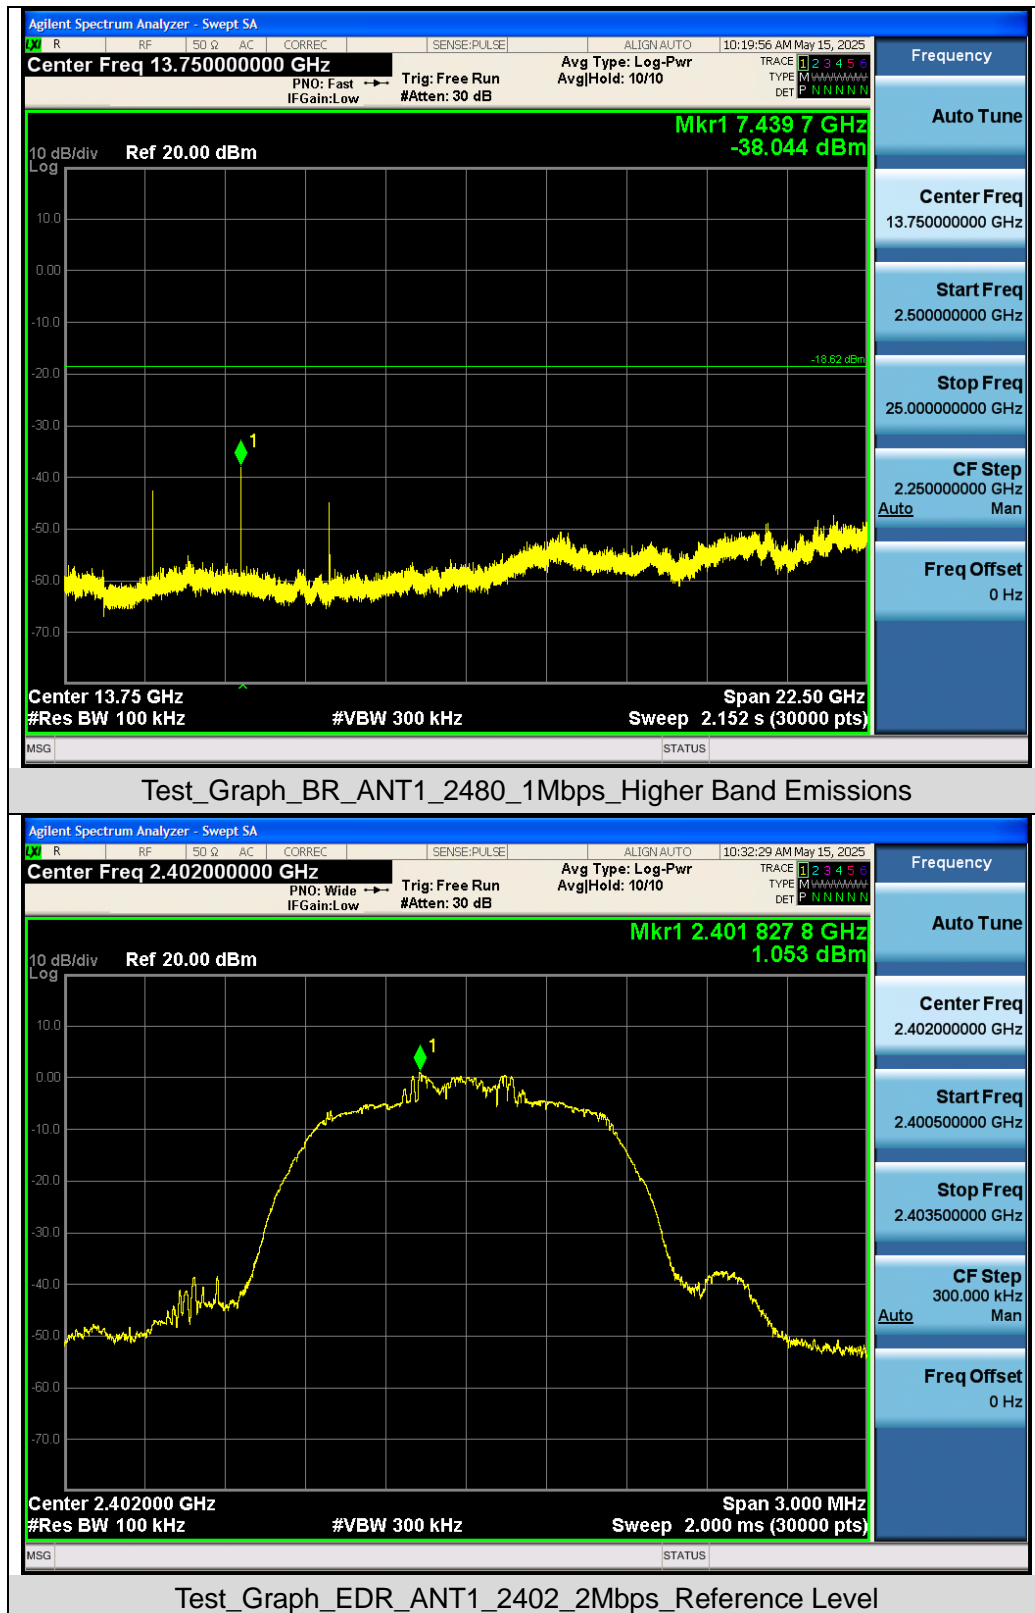 Agilent Spectrum Analyzer - Swept SA
LXI R RF 50 Ω AC CORREC SENSE:PULSE ALIGN AUTO 10:19:56 AM May 15, 2025
Center Freq 13.750000000 GHz
PNO: Fast
IFGain:Low
Trig: Free Run
#Atten: 30 dB
Avg Type: Log-Pwr
Avg|Hold: 10/10
TRACE 1 2 3 4 5 6
TYPE M
DET P N N N N N
Mkr1 7.439 7 GHz
-38.044 dBm
10 dB/div
Log
Ref 20.00 dBm
10.0
0.00
-10.0
-18.62 dBm
-20.0
-30.0
1
-40.0
-50.0
-60.0
-70.0
Center 13.75 GHz
Span 22.50 GHz
#Res BW 100 kHz
#VBW 300 kHz
Sweep 2.152 s (30000 pts)
MSG
STATUS
Frequency
Auto Tune
Center Freq
13.750000000 GHz
Start Freq
2.500000000 GHz
Stop Freq
25.000000000 GHz
CF Step
2.250000000 GHz
Auto Man
Freq Offset
0 Hz
Test_Graph_BR_ANT1_2480_1Mbps_Higher Band Emissions
Agilent Spectrum Analyzer - Swept SA
LXI R RF 50 Ω AC CORREC SENSE:PULSE ALIGN AUTO 10:32:29 AM May 15, 2025
Center Freq 2.402000000 GHz
PNO: Wide
IFGain:Low
Trig: Free Run
#Atten: 30 dB
Avg Type: Log-Pwr
Avg|Hold: 10/10
TRACE 1 2 3 4 5 6
TYPE M
DET P N N N N N
Mkr1 2.401 827 8 GHz
1.053 dBm
10 dB/div
Log
Ref 20.00 dBm
10.0
1
0.00
-10.0
-20.0
-30.0
-40.0
-50.0
-60.0
-70.0
Center 2.402000 GHz
Span 3.000 MHz
#Res BW 100 kHz
#VBW 300 kHz
Sweep 2.000 ms (30000 pts)
MSG
STATUS
Frequency
Auto Tune
Center Freq
2.402000000 GHz
Start Freq
2.400500000 GHz
Stop Freq
2.403500000 GHz
CF Step
300.000 kHz
Auto Man
Freq Offset
0 Hz
Test_Graph_EDR_ANT1_2402_2Mbps_Reference Level